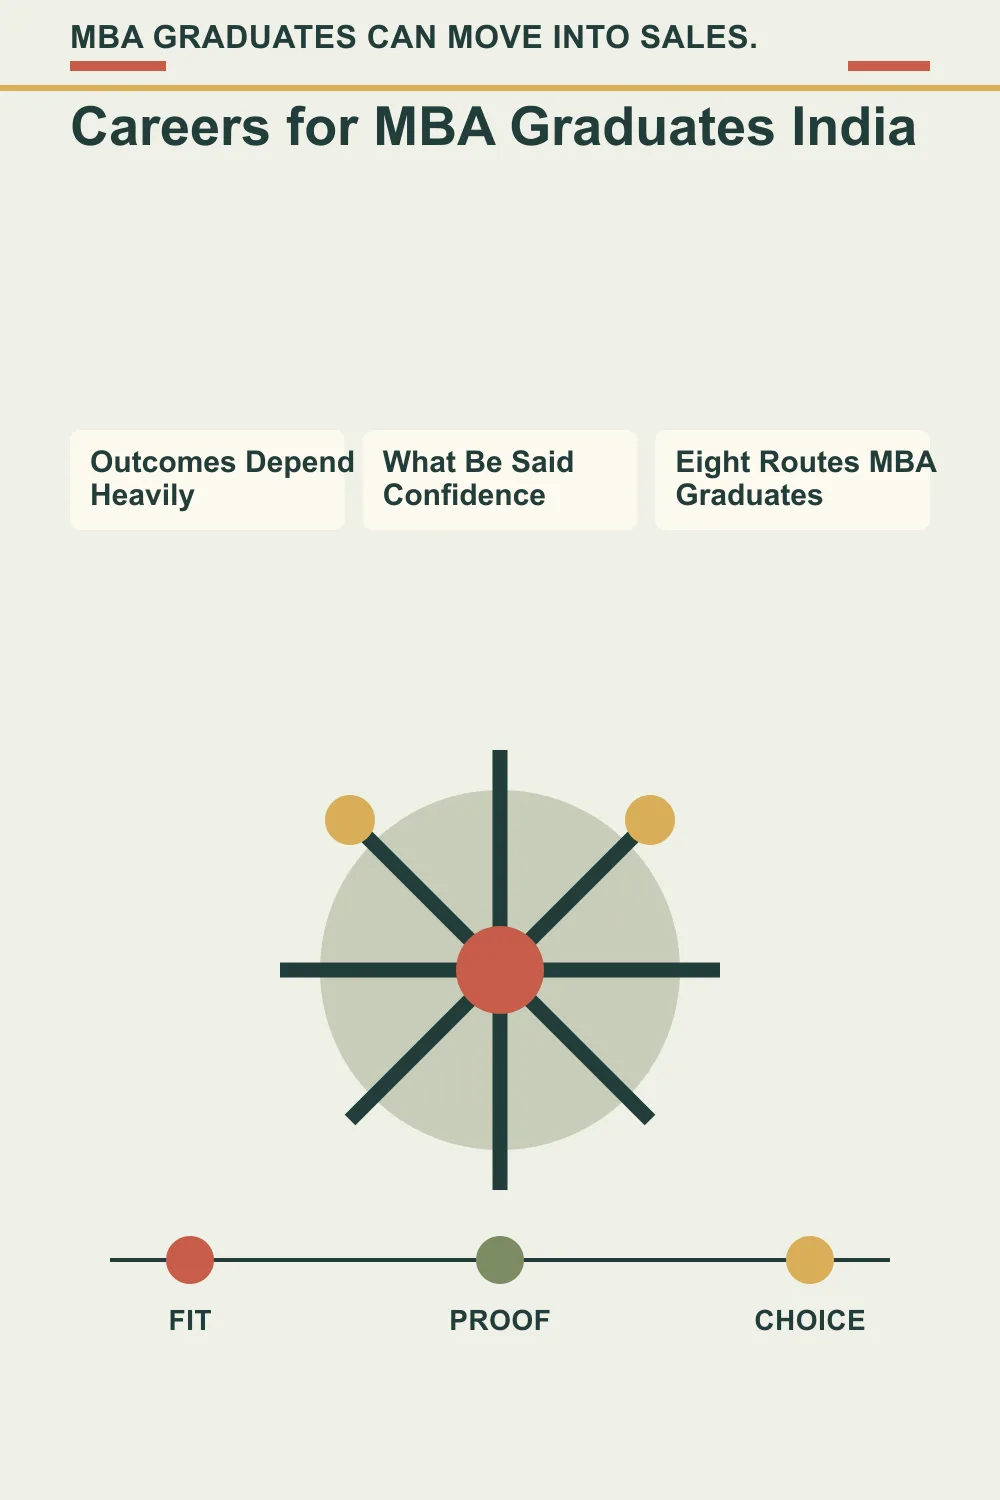 MBA GRADUATES CAN MOVE INTO SALES.
Careers for MBA Graduates India
Outcomes Depend
Heavily
What Be Said
Confidence
Eight Routes MBA
Graduates
FIT
PROOF
CHOICE